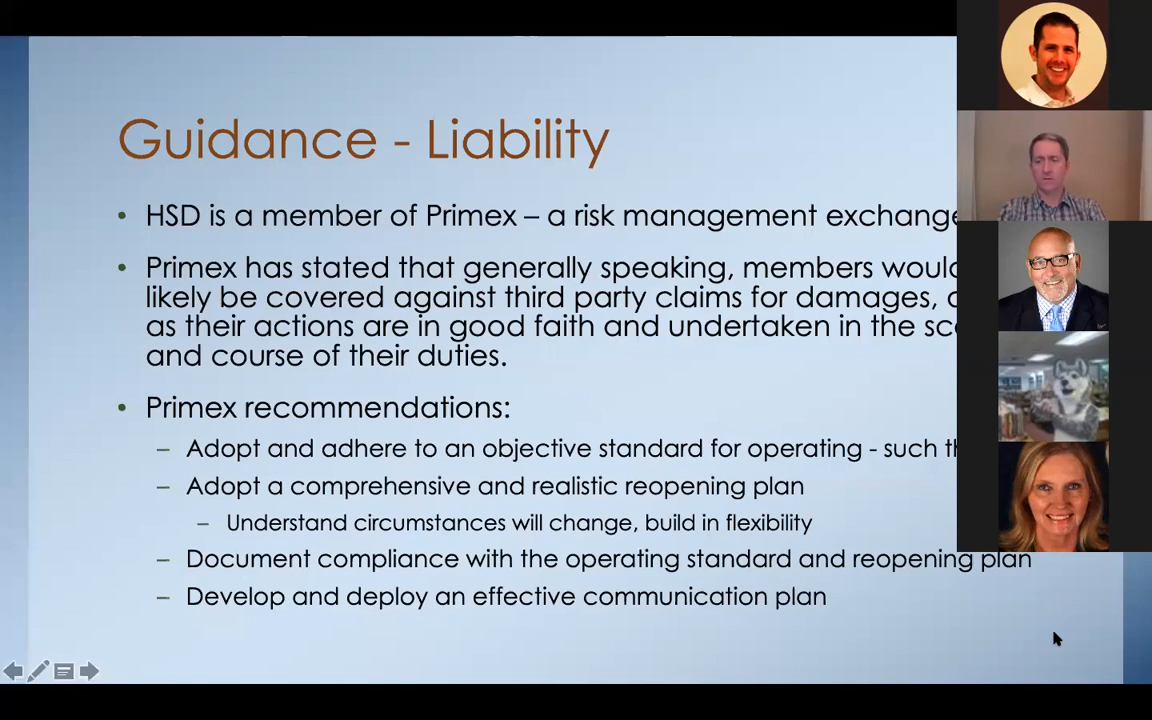 Guidance - Liability
• HSD is a member of Primex – a risk management exchange
• Primex has stated that generally speaking, members would
likely be covered against third party claims for damages,
as their actions are in good faith and undertaken in the
and course of their duties.
• Primex recommendations:
– Adopt and adhere to an objective standard for operating - such
– Adopt a comprehensive and realistic reopening plan
– Understand circumstances will change, build in flexibility
– Document compliance with the operating standard and reopening plan
– Develop and deploy an effective communication plan